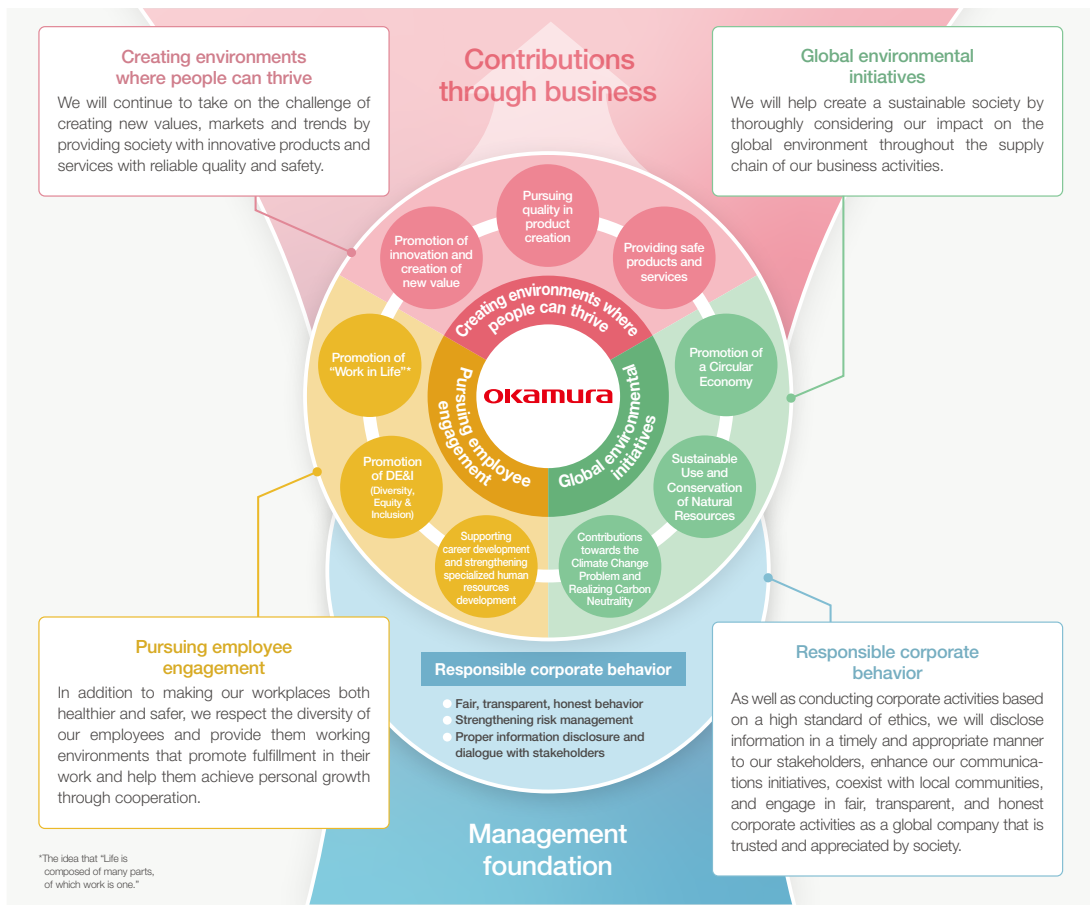 Contributions
through business
Creating environments
where people can thrive
We will continue to take on the challenge of
creating new values, markets and trends by
providing society with innovative products and
services with reliable quality and safety.
Global environmental
initiatives
We will help create a sustainable society by
thoroughly considering our impact on the
global environment throughout the supply
chain of our business activities.
Pursuing
quality in
product
creation
Promotion of
innovation and
creation of
new value
Providing safe
products and
services
Creating environments where
people can thrive
Promotion of
"Work in Life"*
Promotion of
a Circular
Economy
okamura
Pursuing employee
engagement
Global environmental
initiatives
Promotion
of DE&I
(Diversity,
Equity &
Inclusion)
Sustainable
Use and
Conservation
of Natural
Resources
Supporting
career development
and strengthening
specialized human
resources
development
Contributions
towards the
Climate Change
Problem and
Realizing Carbon
Neutrality
Pursuing employee
engagement
In addition to making our workplaces both
healthier and safer, we respect the diversity of
our employees and provide them working
environments that promote fulfillment in their
work and help them achieve personal growth
through cooperation.
Responsible corporate behavior
● Fair, transparent, honest behavior
● Strengthening risk management
● Proper information disclosure and
dialogue with stakeholders
Responsible corporate
behavior
As well as conducting corporate activities based
on a high standard of ethics, we will disclose
information in a timely and appropriate manner
to our stakeholders, enhance our communica-
tions initiatives, coexist with local communities,
and engage in fair, transparent, and honest
corporate activities as a global company that is
trusted and appreciated by society.
Management
foundation
*The idea that "Life is
composed of many parts,
of which work is one."